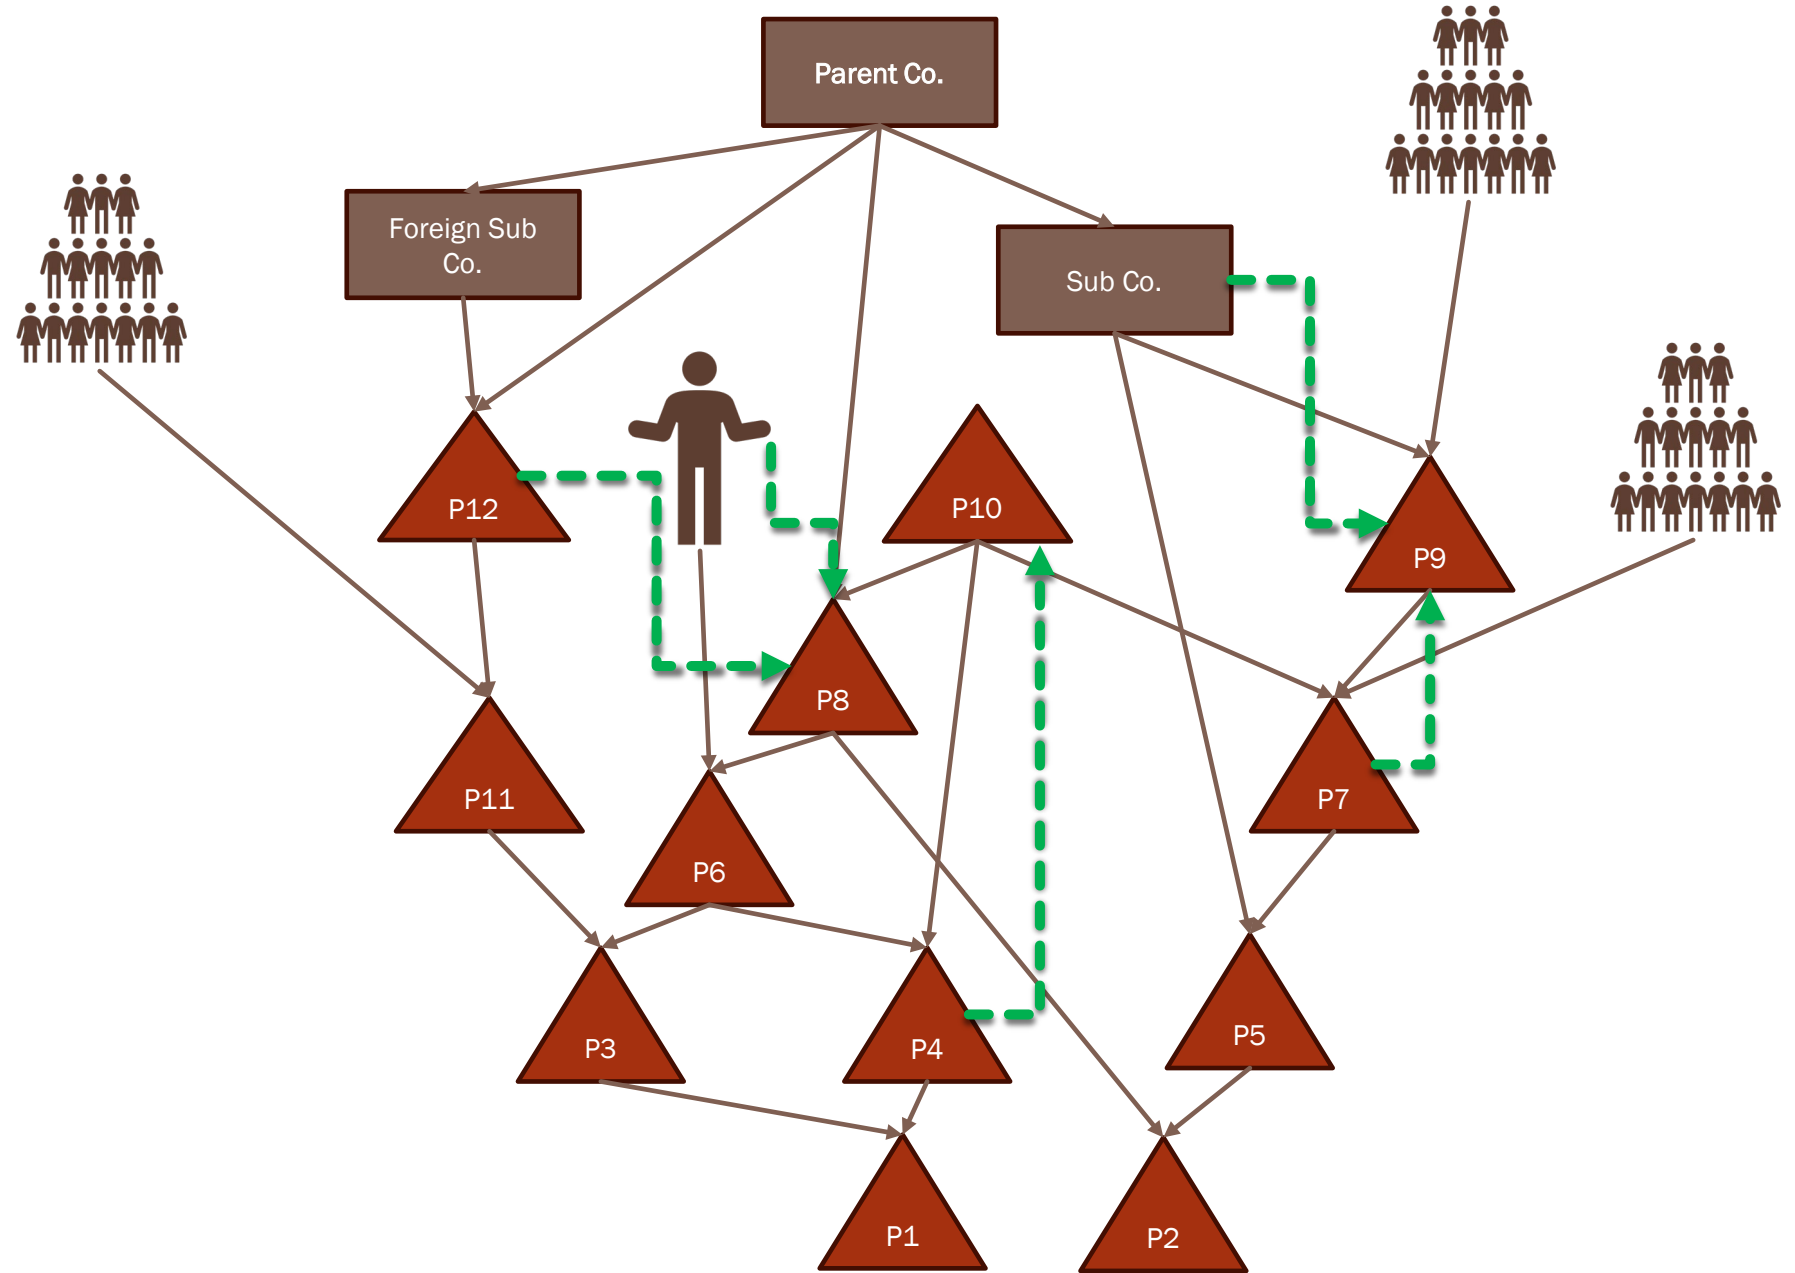 Parent Co.
Foreign Sub
Co.
Sub Co.
P12
P10
P9
P8
P11
P7
P6
P3
P4
P5
P1
P2